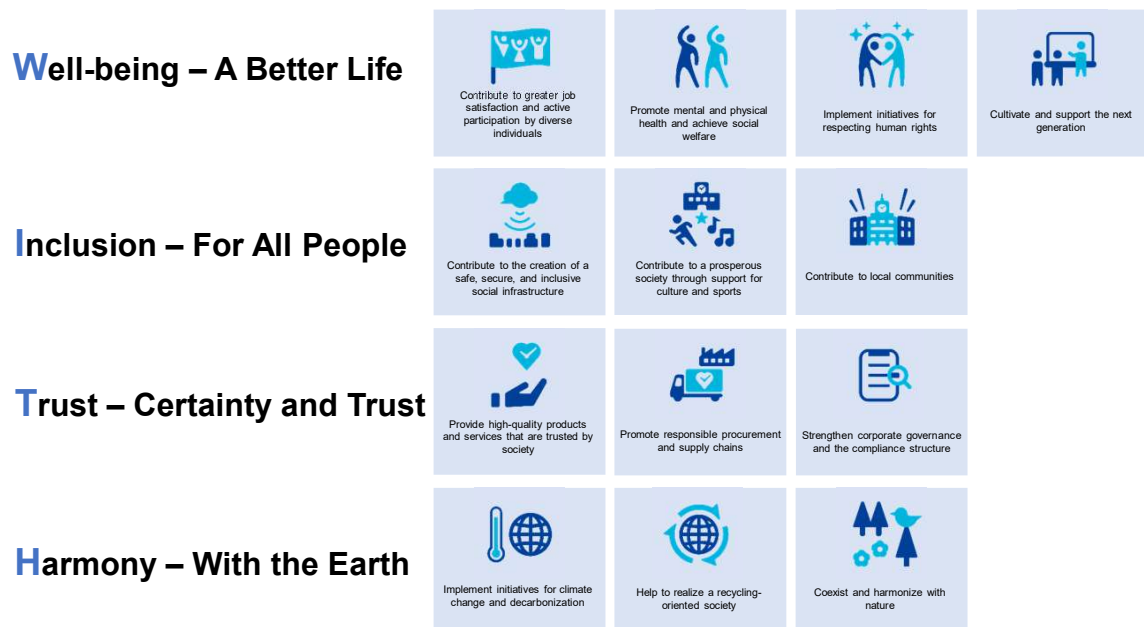 Well-being – A Better Life
Contribute to greater job
satisfaction and active
participation by diverse
individuals
Promote mental and physical
health and achieve social
welfare
Implement initiatives for
respecting human rights
Cultivate and support the next
generation
Inclusion – For All People
Contribute to the creation of a
safe, secure, and inclusive
social infrastructure
Contribute to a prosperous
society through support for
culture and sports
Contribute to local communities
Trust – Certainty and Trust
Provide high-quality products
and services that are trusted by
society
Promote responsible procurement
and supply chains
Strengthen corporate governance
and the compliance structure
Harmony – With the Earth
Implement initiatives for climate
change and decarbonization
Help to realize a recycling-
oriented society
Coexist and harmonize with
nature